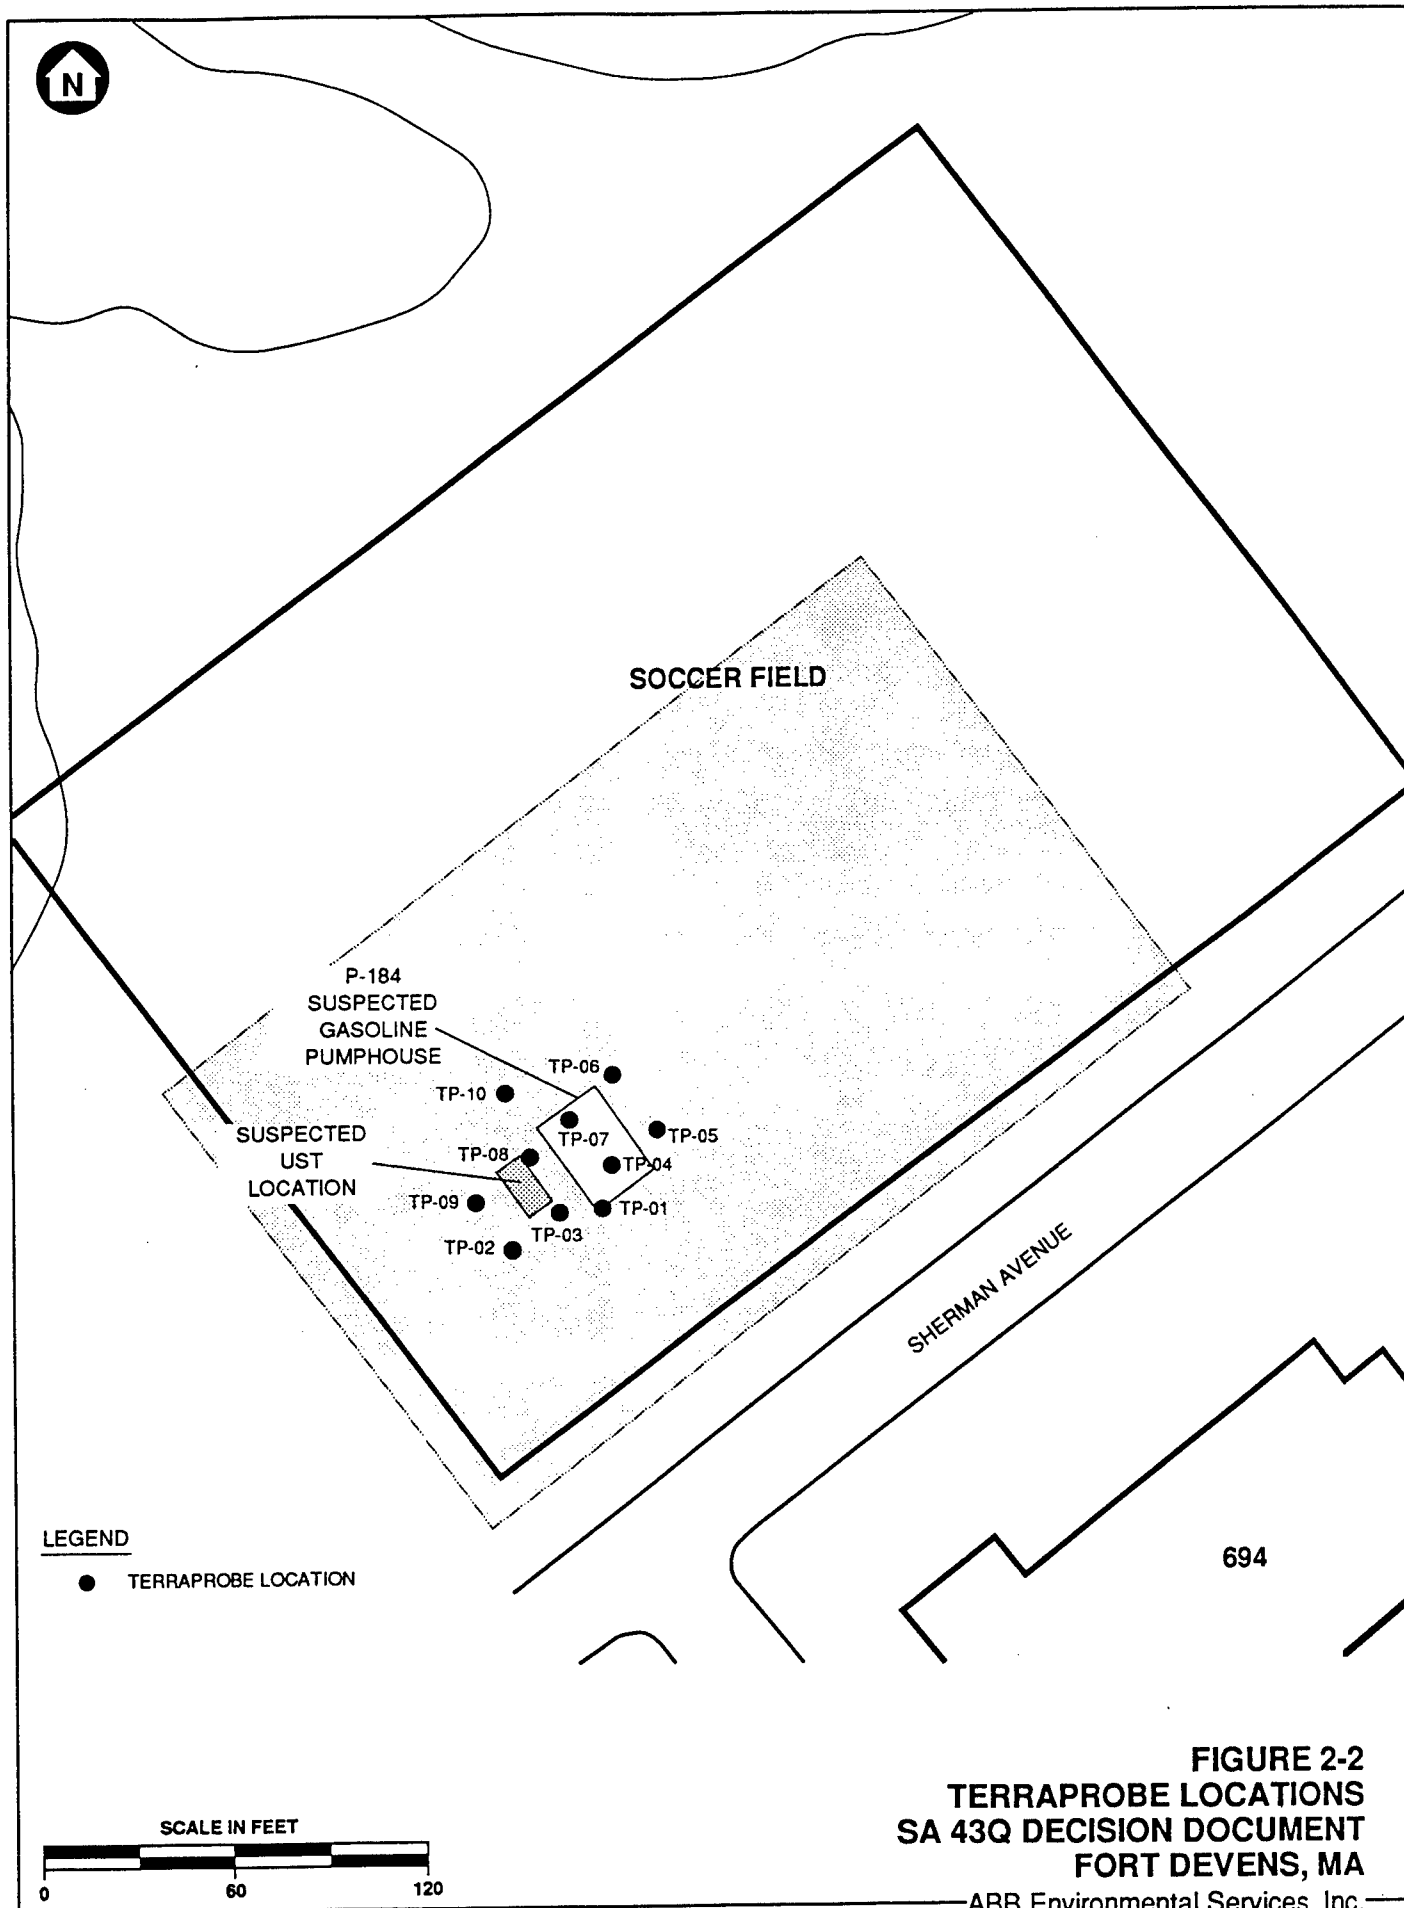 N
SOCCER FIELD
P-184
SUSPECTED
GASOLINE
PUMPHOUSE
TP-06
TP-10
TP-07
TP-05
SUSPECTED
UST
LOCATION
TP-08
TP-04
TP-09
TP-01
TP-03
TP-02
SHERMAN AVENUE
LEGEND
TERRAPROBE LOCATION
694
FIGURE 2-2
TERRAPROBE LOCATIONS
SA 43Q DECISION DOCUMENT
FORT DEVENS, MA
ABB Environmental Services, Inc.
SCALE IN FEET
0 60 120